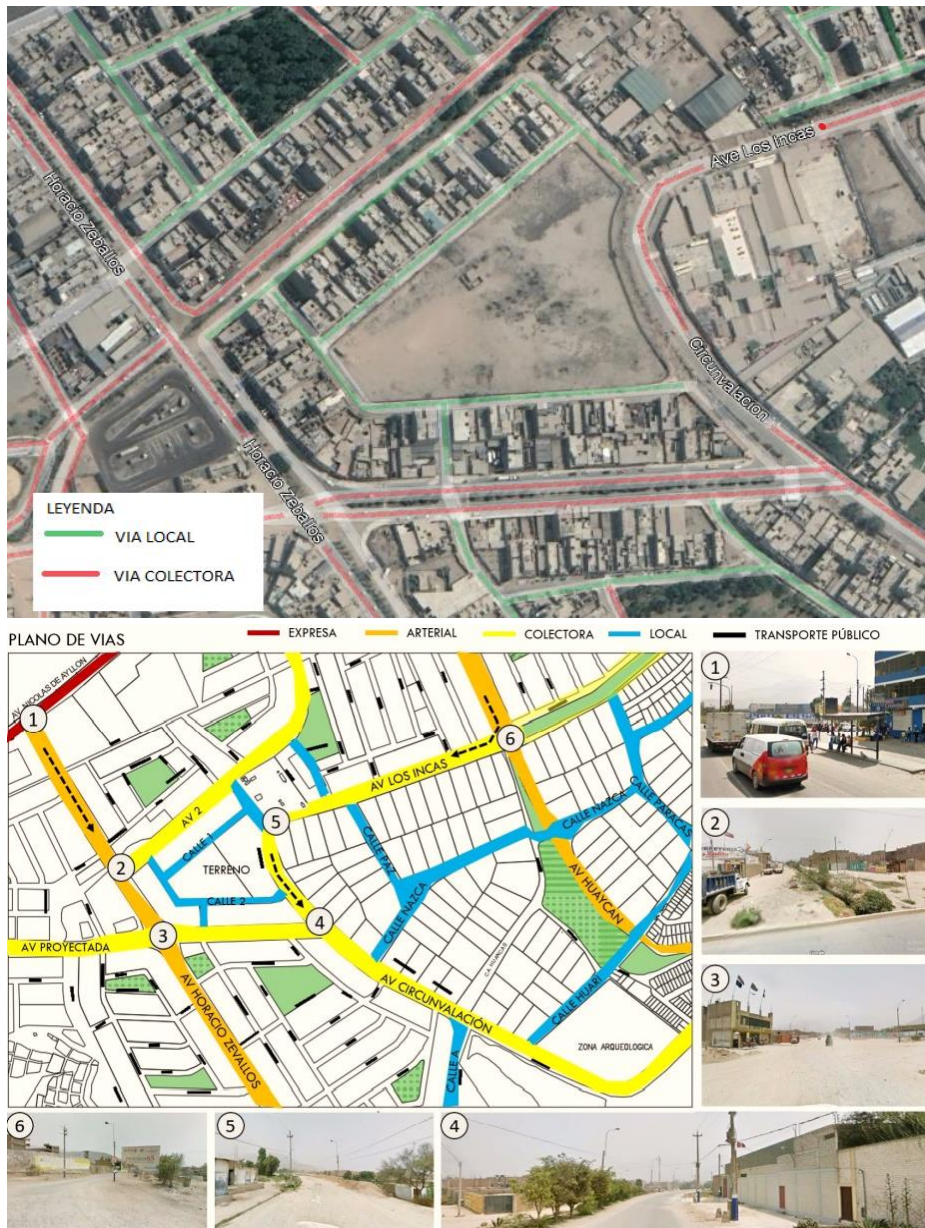 Ave Los Incas
Horacio Zeballos
Circunvalacion
Horacio Zeballos
LEYENDA
VIA LOCAL
VIA COLECTORA
PLANO DE VIAS
EXPRESA
ARTERIAL
COLECTORA
LOCAL
TRANSPORTE PÚBLICO
AV. NICOLAS DE AYLLON
1
6
AV LOS INCAS
AV 2
CALLE 1
5
CALLE PAZ
CALLE NAZCA
CALLE PARACAS
2
TERRENO
CALLE 2
4
CALLE NAZCA
AV HUAYCAN
AV PROYECTADA
3
AV HORACIO ZEVALLOS
AV CIRCUNVALACIÓN
CALLE HUARI
CALLE A
ZONA ARQUEOLOGICA
1
2
3
6
5
4